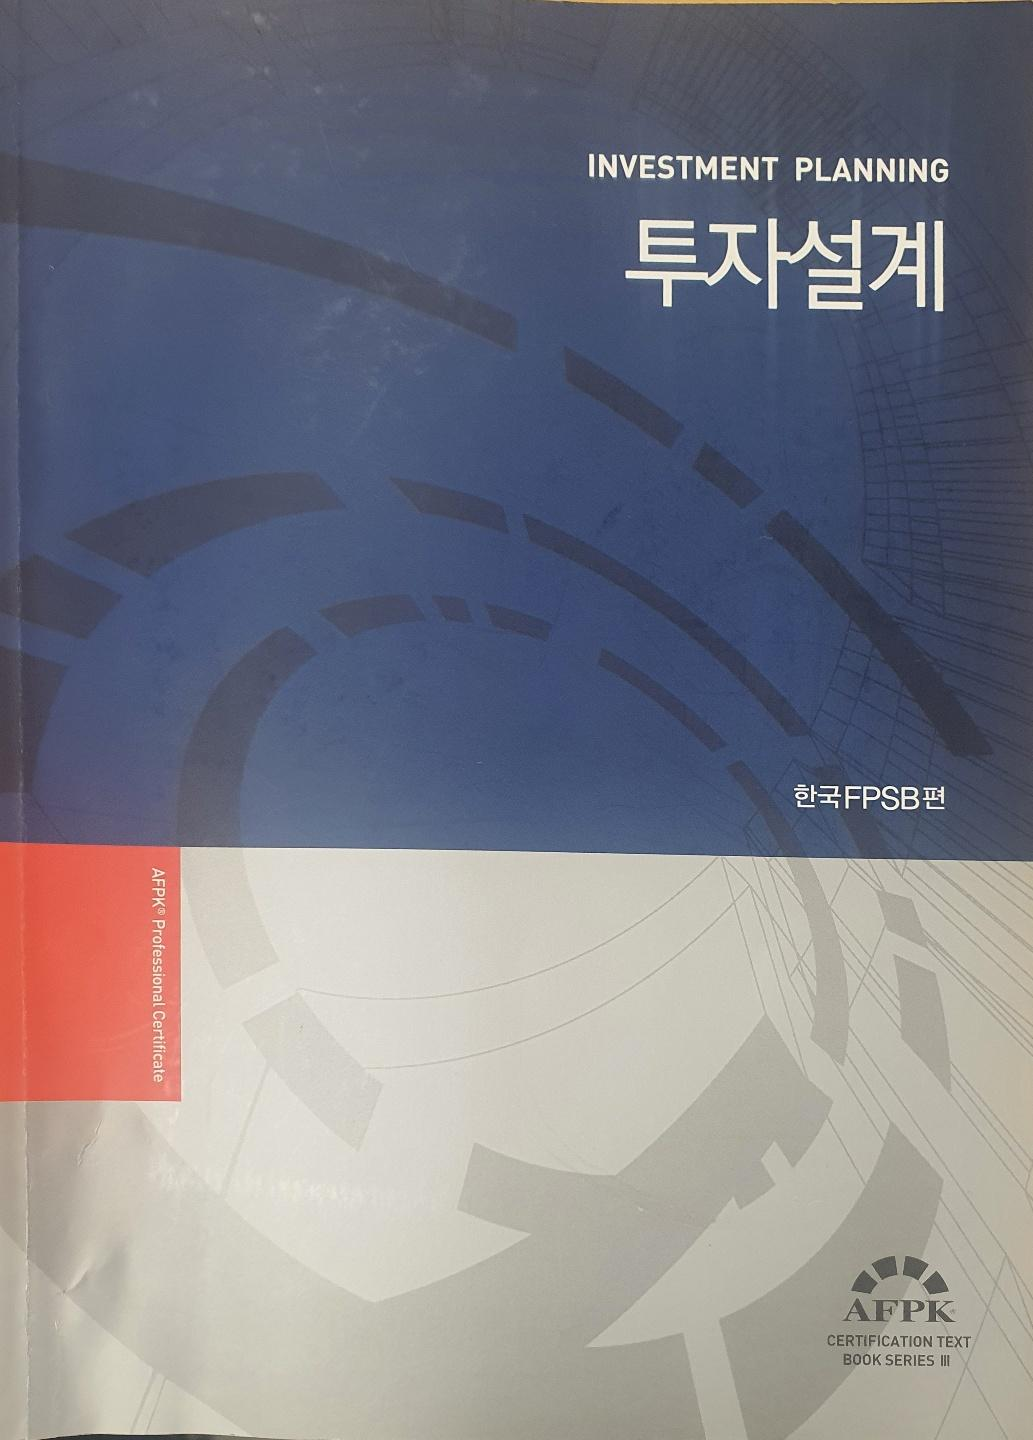 INVESTMENT PLANNING
투자설계
한국FPSB편
AFPK® Professional Certificate
AFPK®
CERTIFICATION TEXT
BOOK SERIES Ⅲ